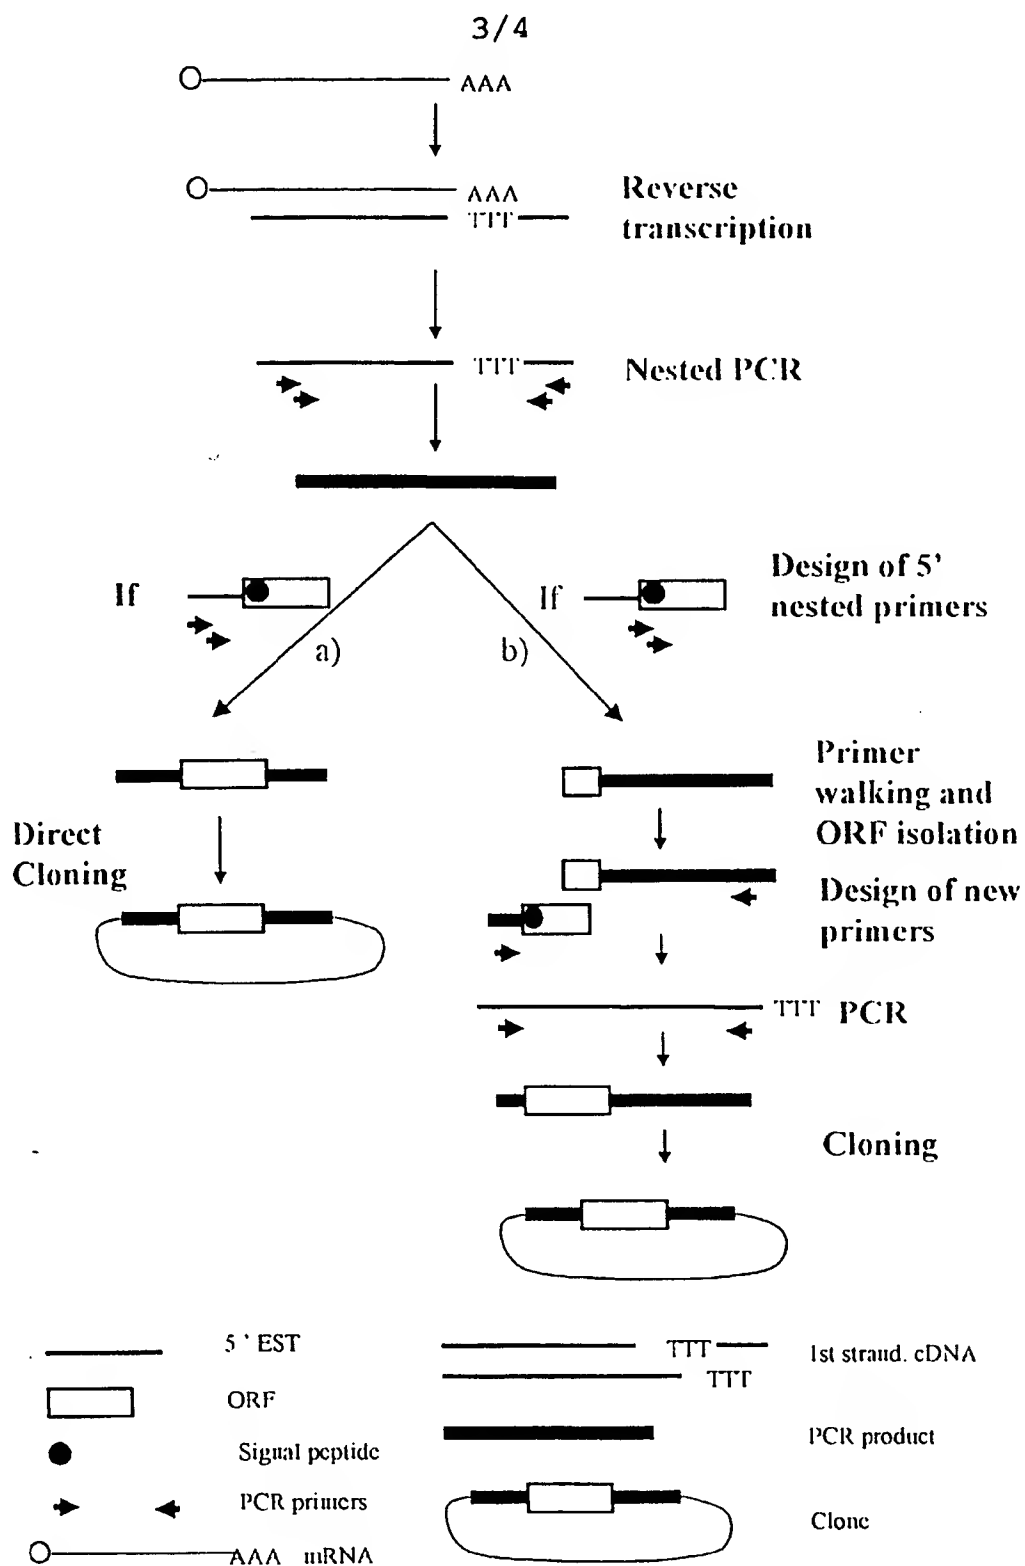 3/4
AAA
AAA
TTT
Reverse
transcription
TTT
Nested PCR
If
If
Design of 5'
nested primers
a)
b)
Primer
walking and
ORF isolation
Direct
Cloning
Design of new
primers
TTT PCR
Cloning
5 ' EST
ORF
Signal peptide
PCR primers
AAA mRNA
TTT
TTT
1st strand. cDNA
PCR product
Clone